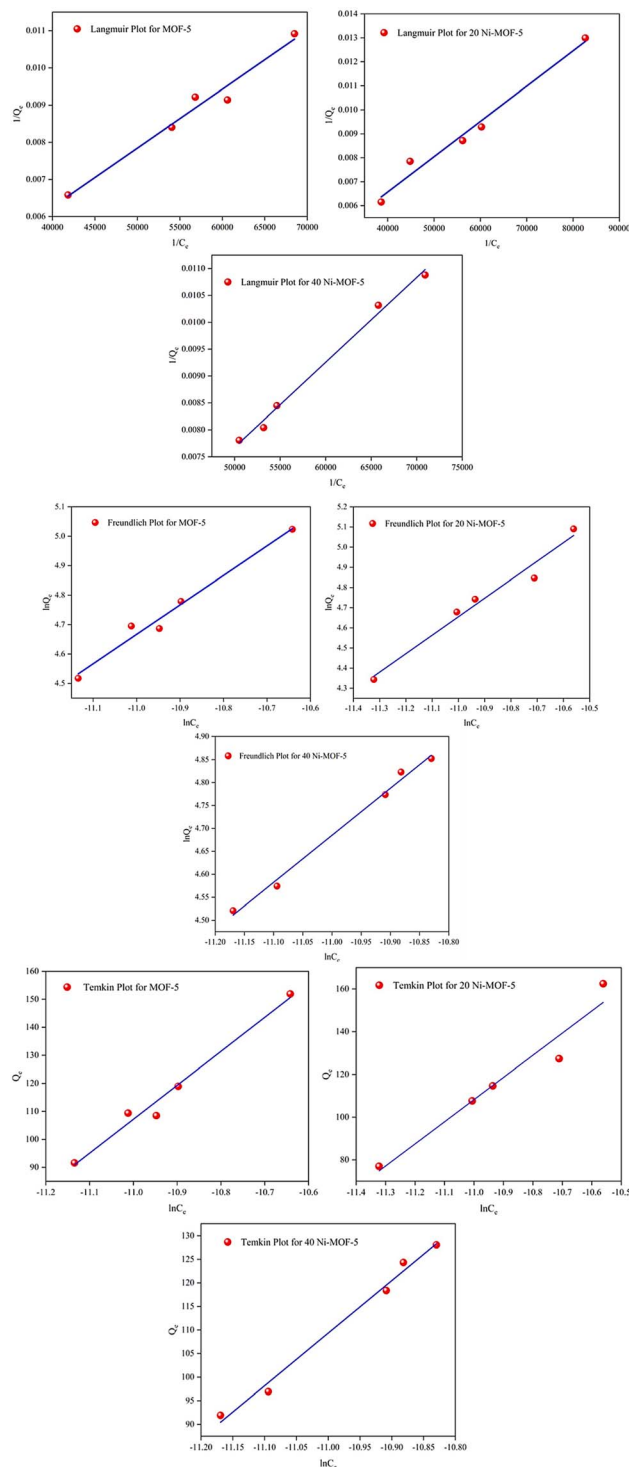 Langmuir Plot for MOF-5
0.011
0.010
0.009
0.008
0.007
0.006
1/Qe
40000 45000 50000 55000 60000 65000 70000
1/Ce
Langmuir Plot for 20 Ni-MOF-5
0.014
0.013
0.012
0.011
0.010
0.009
0.008
0.007
0.006
1/Qe
40000 50000 60000 70000 80000 90000
1/Ce
Langmuir Plot for 40 Ni-MOF-5
0.0110
0.0105
0.0100
0.0095
0.0090
0.0085
0.0080
0.0075
1/Qe
50000 55000 60000 65000 70000 75000
1/Ce
Freundlich Plot for MOF-5
5.1
5.0
4.9
4.8
4.7
4.6
4.5
lnQe
-11.1 -11.0 -10.9 -10.8 -10.7 -10.6
lnCe
Freundlich Plot for 20 Ni-MOF-5
5.2
5.1
5.0
4.9
4.8
4.7
4.6
4.5
4.4
4.3
lnQe
-11.4 -11.3 -11.2 -11.1 -11.0 -10.9 -10.8 -10.7 -10.6 -10.5
lnCe
Freundlich Plot for 40 Ni-MOF-5
4.90
4.85
4.80
4.75
4.70
4.65
4.60
4.55
4.50
lnQe
-11.20 -11.15 -11.10 -11.05 -11.00 -10.95 -10.90 -10.85 -10.80
lnCe
Temkin Plot for MOF-5
160
150
140
130
120
110
100
90
Qe
-11.2 -11.1 -11.0 -10.9 -10.8 -10.7 -10.6
lnCe
Temkin Plot for 20 Ni-MOF-5
160
140
120
100
80
Qe
-11.4 -11.3 -11.2 -11.1 -11.0 -10.9 -10.8 -10.7 -10.6 -10.5
lnCe
Temkin Plot for 40 Ni-MOF-5
130
125
120
115
110
105
100
95
90
Qe
-11.20 -11.15 -11.10 -11.05 -11.00 -10.95 -10.90 -10.85 -10.80
lnCe